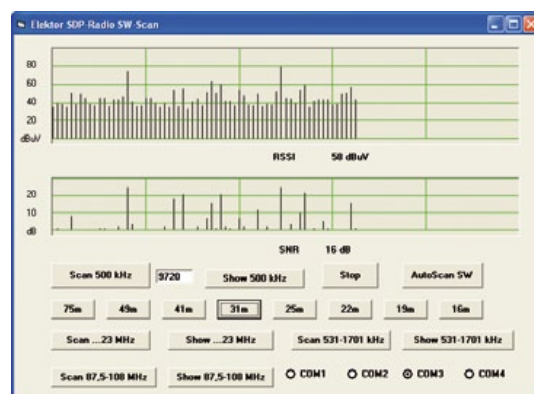 Elektor SDP-Radio SW-Scan
80
60
40
20
dBuV
RSSI 58 dBuV
20
10
dB
SNR 16 dB
Scan 500 kHz 9720 Show 500 kHz Stop AutoScan SW
75m 49m 41m 31m 25m 22m 19m 16m
Scan ...23 MHz Show ...23 MHz Scan 531-1701 kHz Show 531-1701 kHz
Scan 87,5-108 MHz Show 87,5-108 MHz COM1 COM2 COM3 COM4